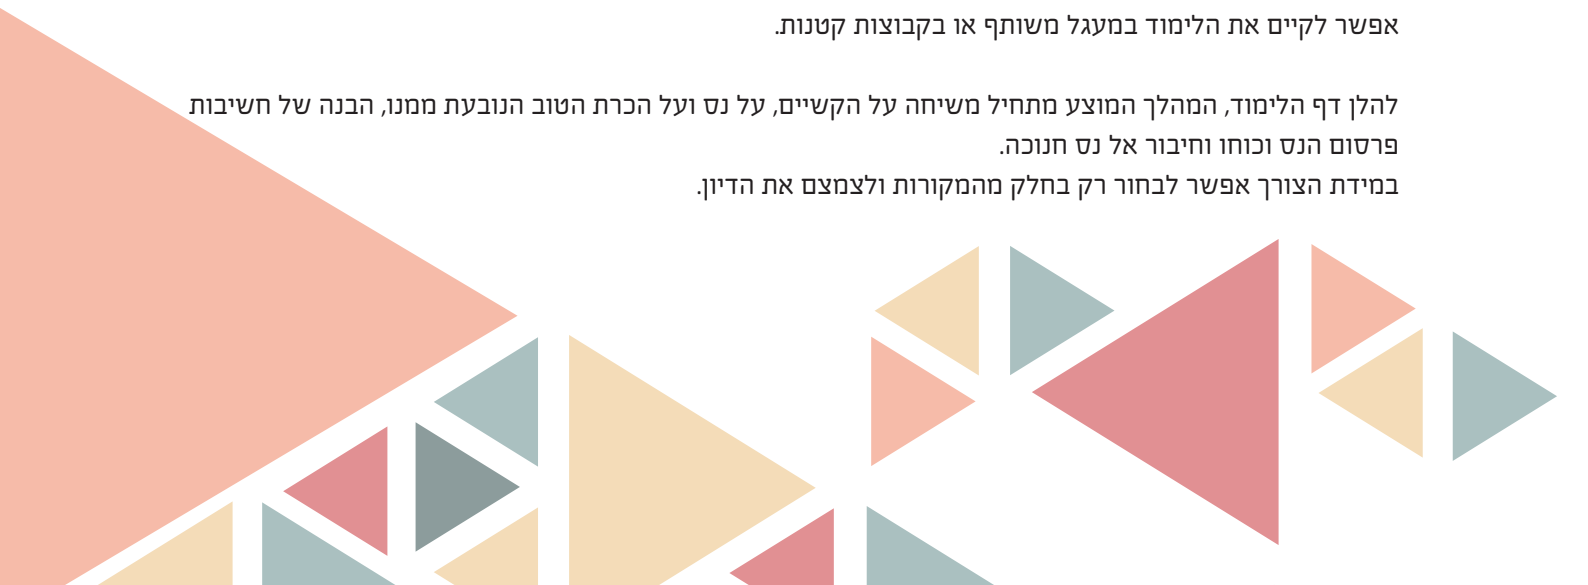 אפשר לקיים את הלימוד במעגל משותף או בקבוצות קטנות.
להלן דף הלימוד, המהלך המוצע מתחיל משיחה על הקשיים, על נס ועל הכרת הטוב הנובעת ממנו, הבנה של חשיבות
פרסום הנס וכוחו וחיבור אל נס חנוכה.
במידת הצורך אפשר לבחור רק בחלק מהמקורות ולצמצם את הדיון.